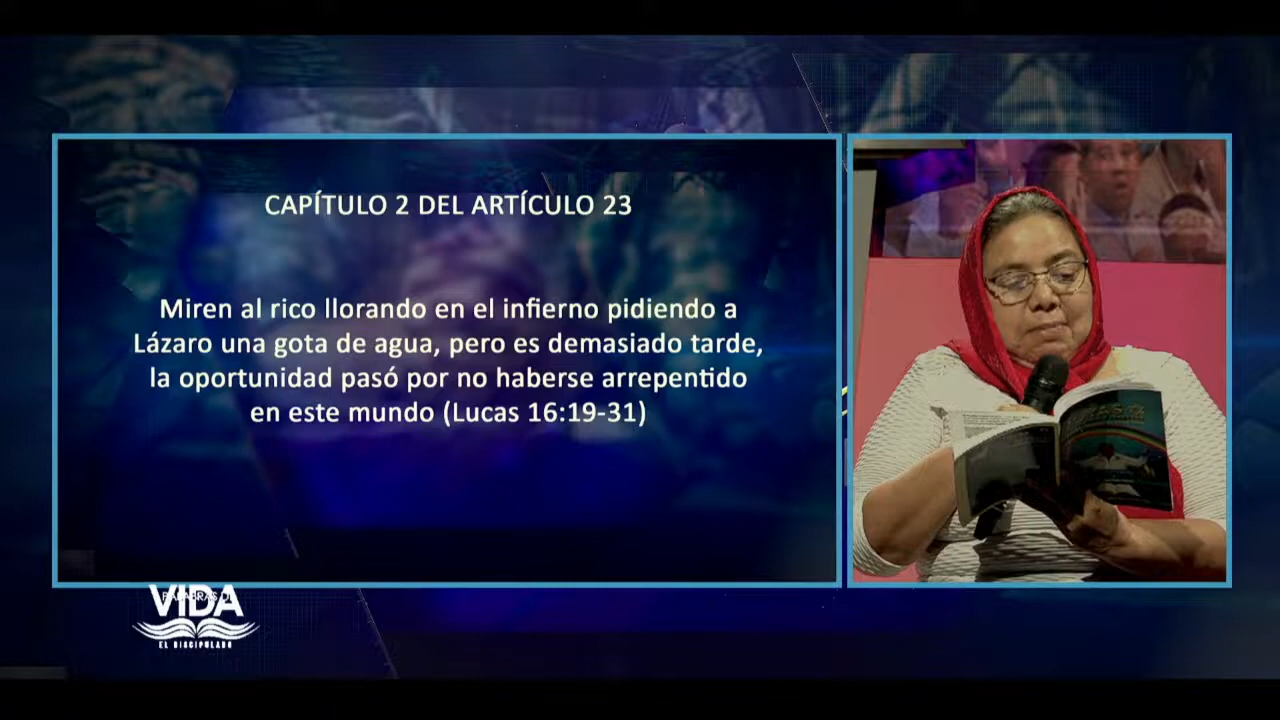 CAPÍTULO 2 DEL ARTÍCULO 23
Miren al rico llorando en el infierno pidiendo a
Lázaro una gota de agua, pero es demasiado tarde,
la oportunidad pasó por no haberse arrepentido
en este mundo (Lucas 16:19-31)
PALABRAS DE
VIDA
EL DISCIPULADO